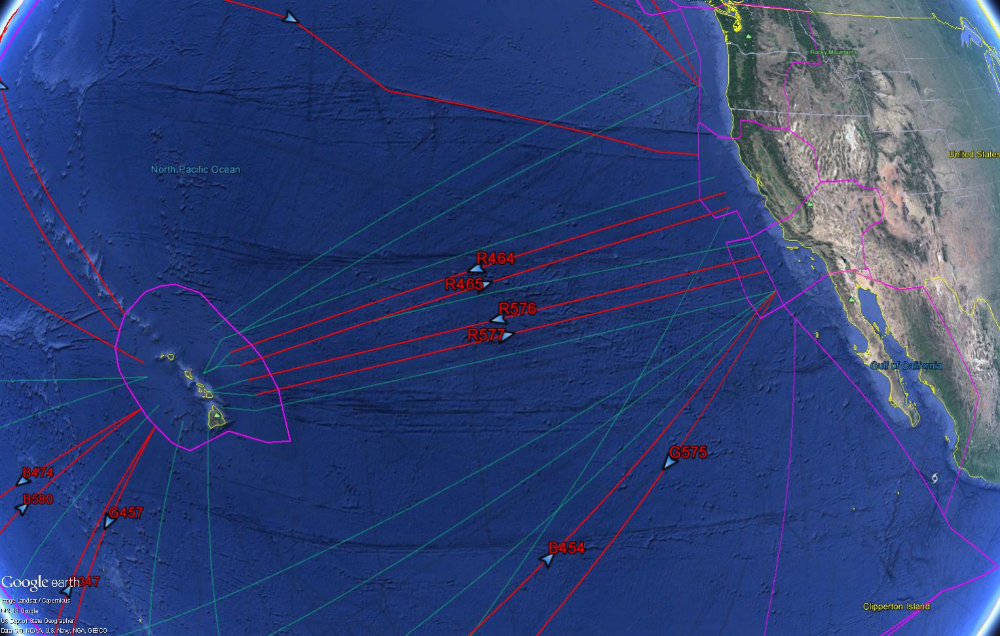 Rocky Mountains
United States
North Pacific Ocean
R464
R465
R576
R577
Gulf of California
G575
B474
B580
G457
B454
Google earth
Image Landsat / Copernicus
US Dept of State Geographer
Data SIO, NOAA, U.S. Navy, NGA, GEBCO
Clipperton Island